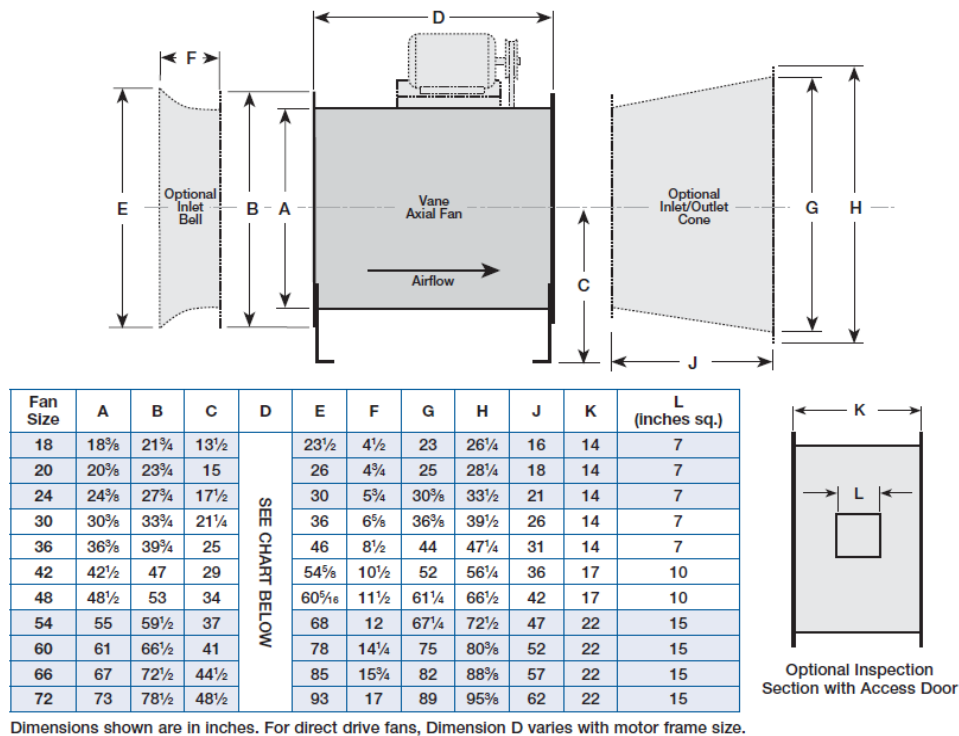 D
F
E
Optional
Inlet
Bell
B
A
Vane
Axial Fan
Airflow
C
Optional
Inlet/Outlet
Cone
G
H
J
Fan Size A B C D E F G H J K L (inches sq.)
18 18⅜ 21¾ 13½ 23½ 4½ 23 26¼ 16 14 7
20 20⅜ 23¾ 15 26 4¾ 25 28¼ 18 14 7
24 24⅜ 27¾ 17½ 30 5¾ 30⅜ 33½ 21 14 7
30 30⅜ 33¾ 21¼ 36 6⅝ 36⅜ 39½ 26 14 7
36 36⅜ 39¾ 25 46 8½ 44 47¼ 31 14 7
42 42½ 47 29 54⅝ 10½ 52 56¼ 36 17 10
48 48½ 53 34 60⁵⁄₁₆ 11½ 61¼ 66½ 42 17 10
54 55 59½ 37 68 12 67¼ 72½ 47 22 15
60 61 66½ 41 78 14¼ 75 80⅜ 52 22 15
66 67 72½ 44½ 85 15¾ 82 88⅜ 57 22 15
72 73 78½ 48½ 93 17 89 95⅜ 62 22 15
SEE CHART BELOW
K
L
Optional Inspection
Section with Access Door
Dimensions shown are in inches. For direct drive fans, Dimension D varies with motor frame size.